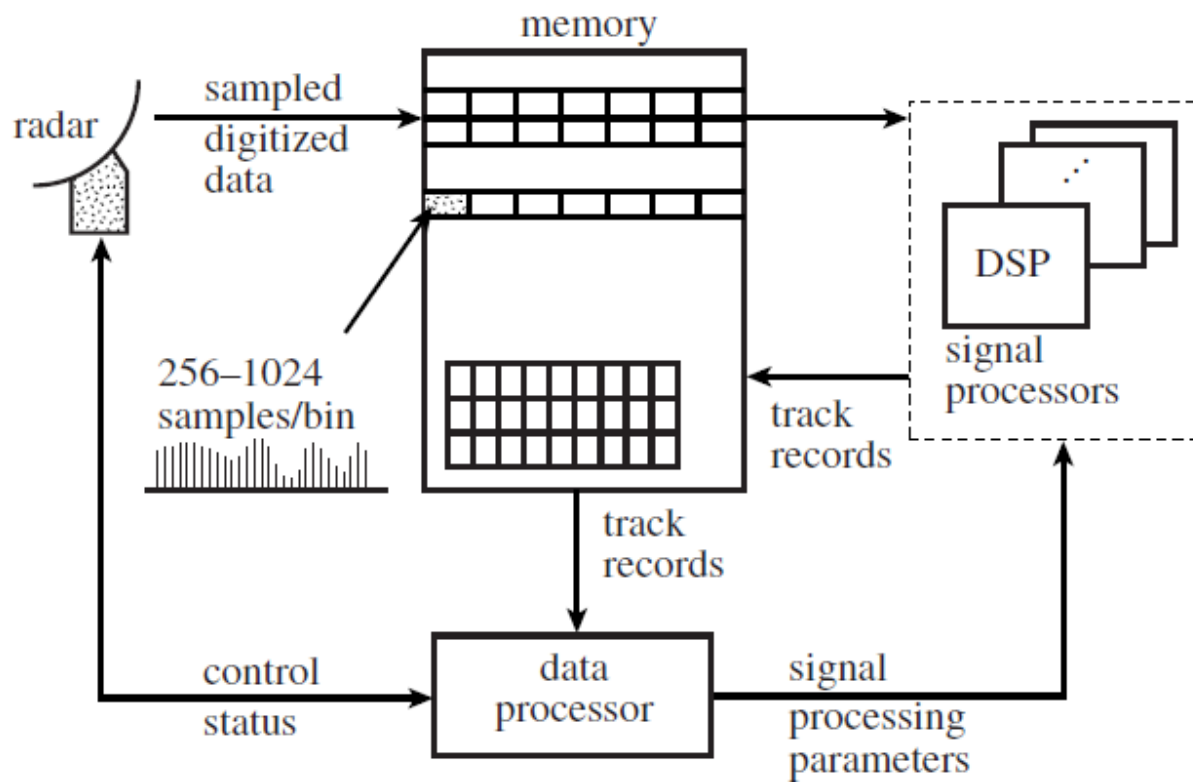 memory
radar
sampled
digitized
data
256–1024
samples/bin
DSP
signal
processors
track
records
track
records
control
status
data
processor
signal
processing
parameters